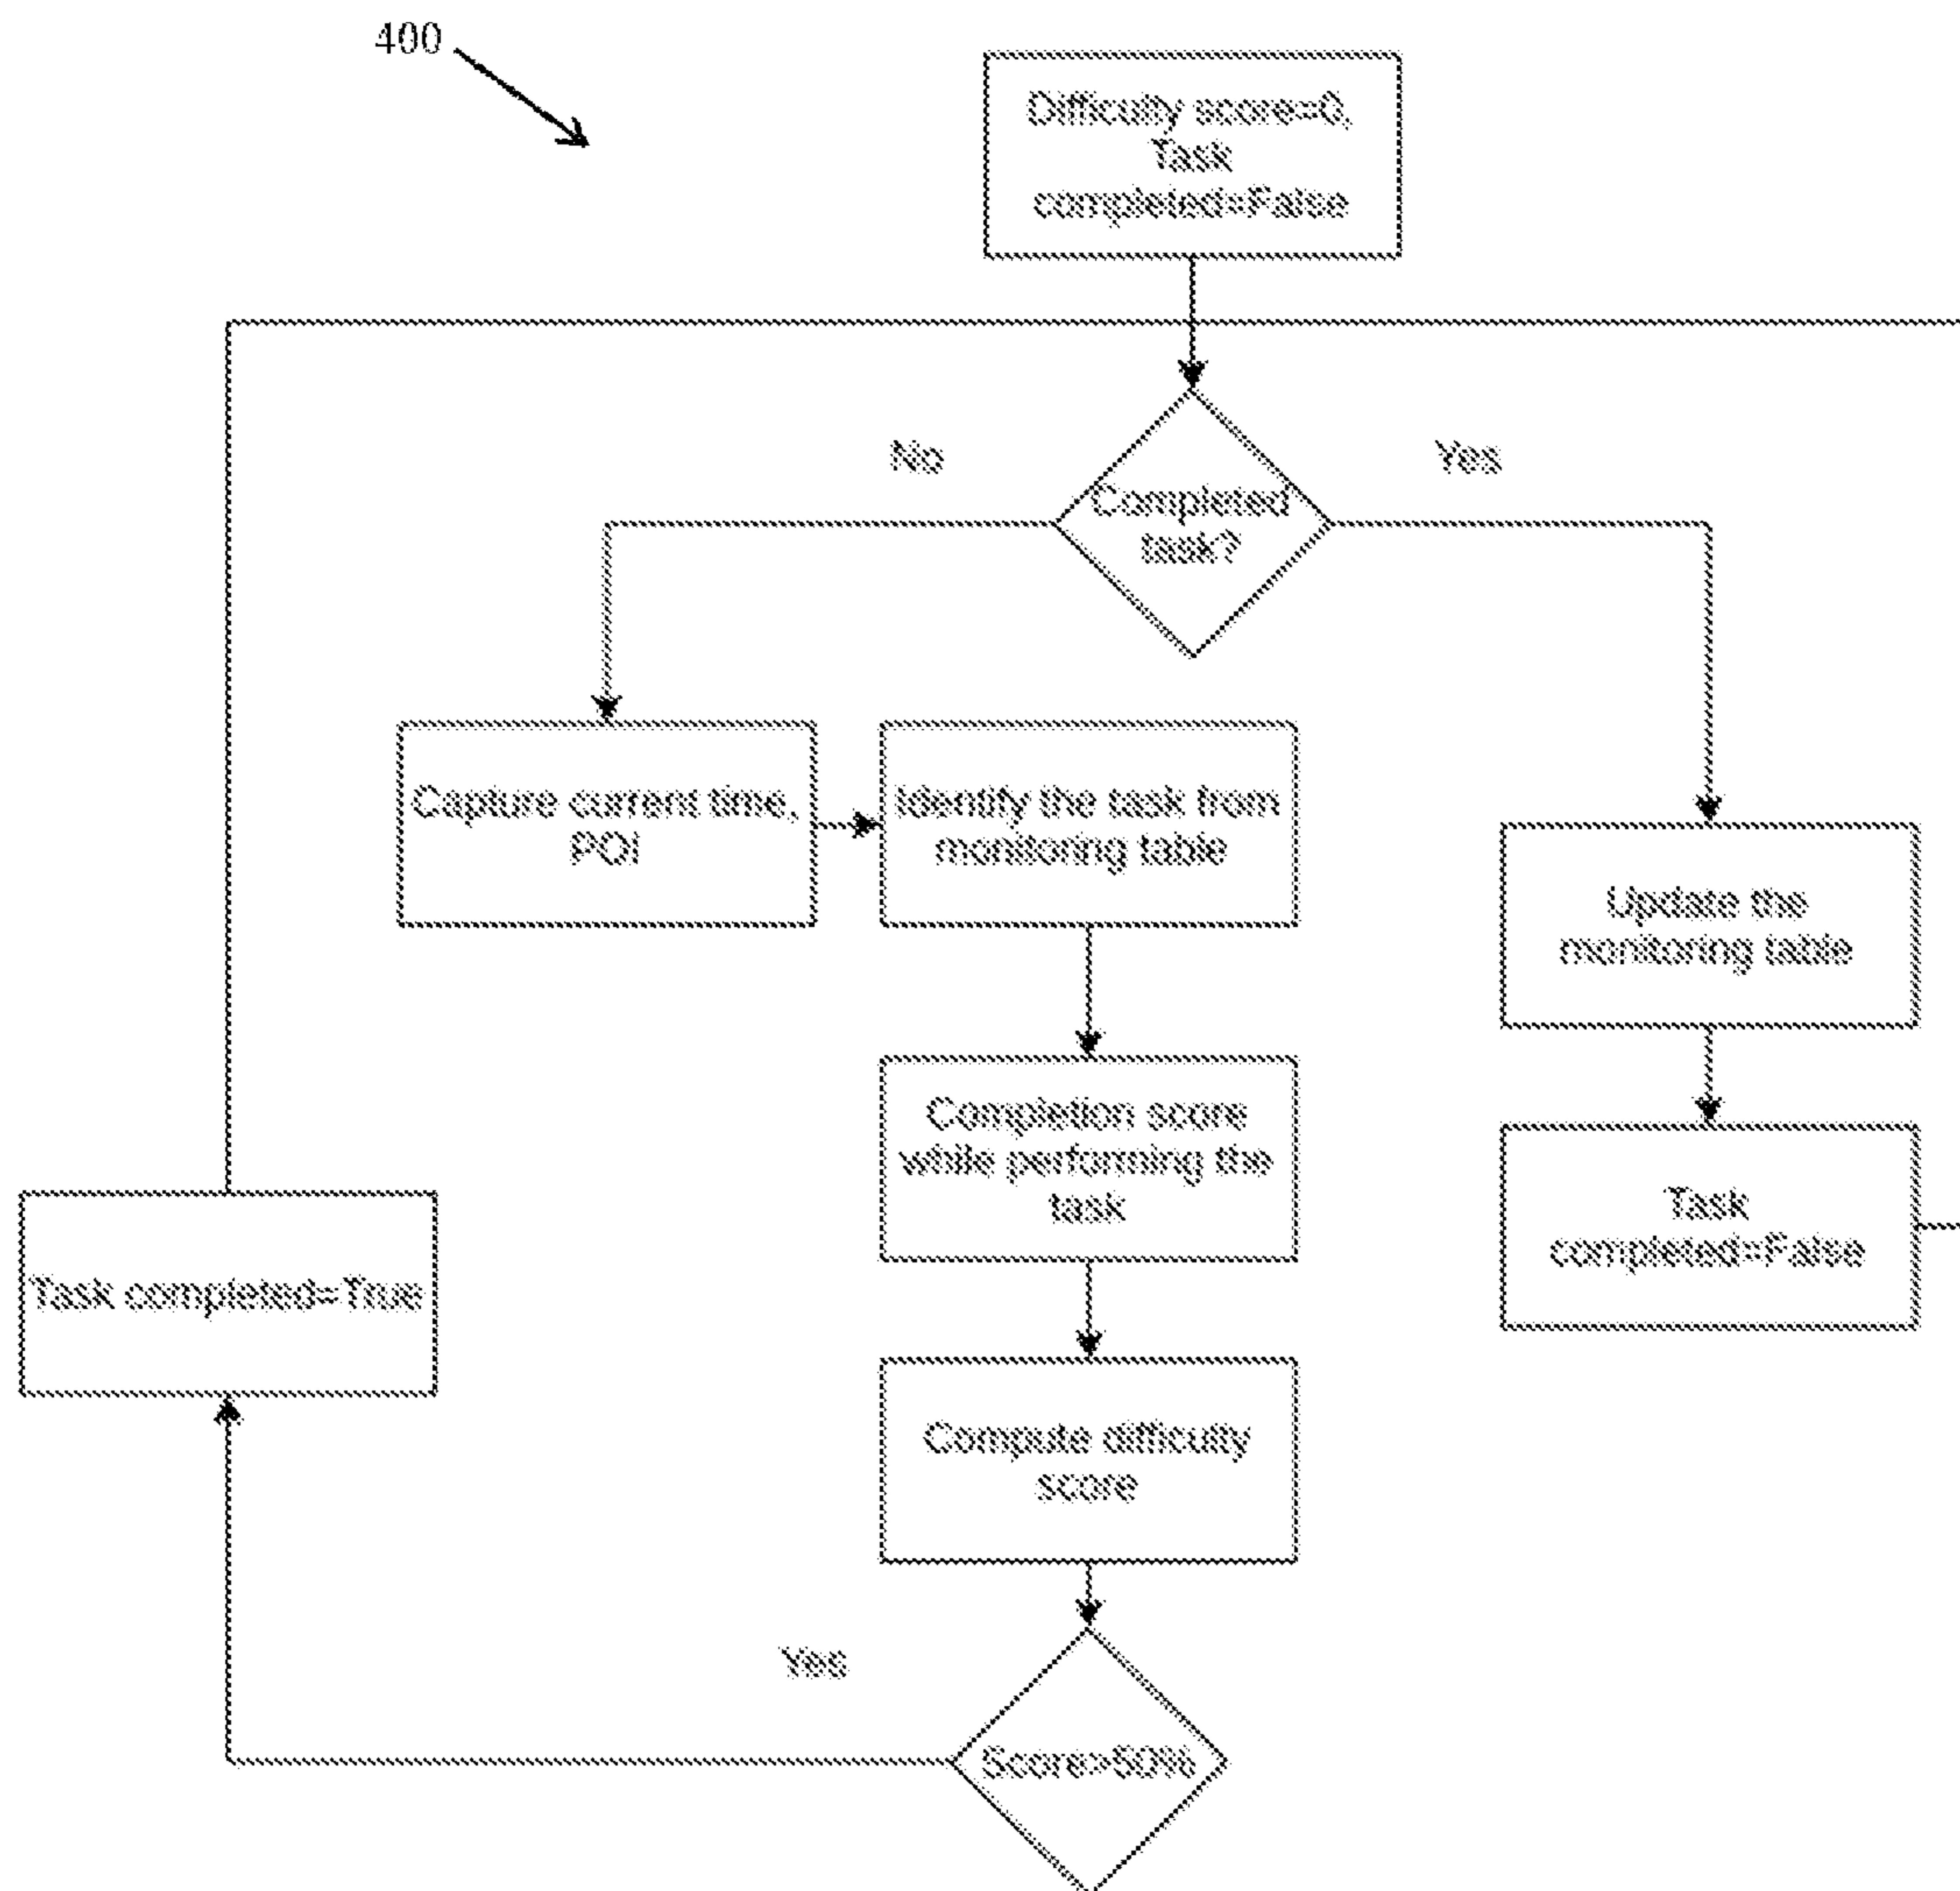 400
Difficulty score=0,
Task
completed=False
No
Yes
Completed
task?
Capture current time,
POI
Identify the task from
monitoring table
Update the
monitoring table
Completion score
while performing the
task
Task
completed=False
Task completed=True
Compute difficulty
score
Yes
Score>50%